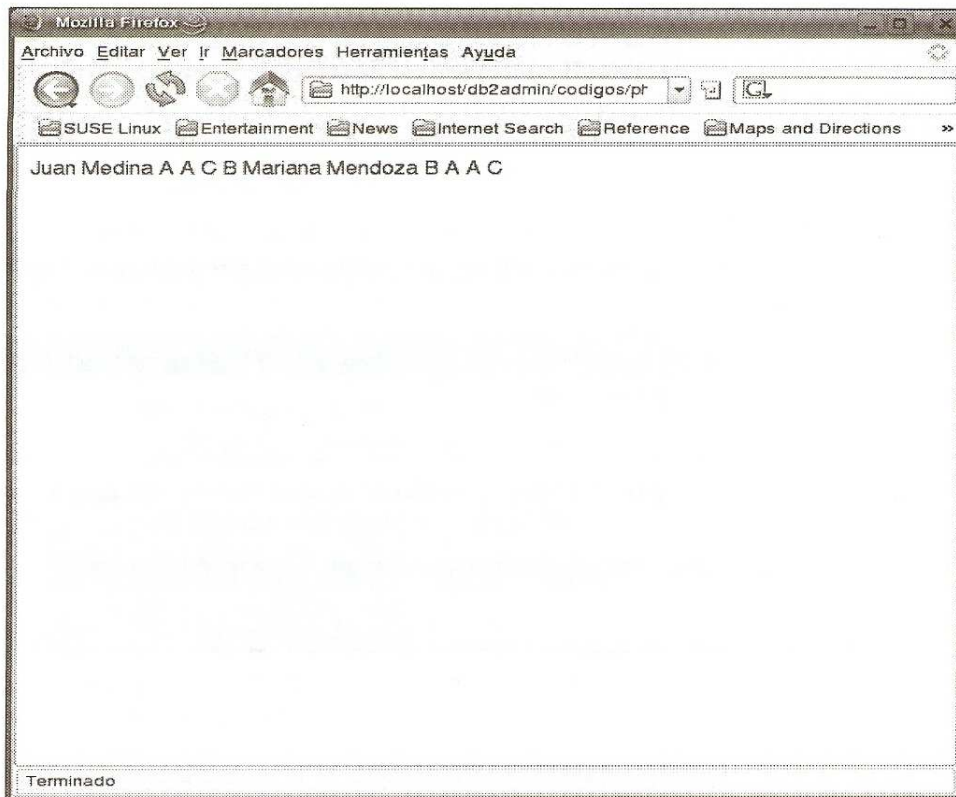 Mozilla Firefox
Archivo Editar Ver Ir Marcadores Herramientas Ayuda
http://localhost/db2admin/codigos/ph G
SUSE Linux Entertainment News Internet Search Reference Maps and Directions »
Juan Medina A A C B Mariana Mendoza B A A C
Terminado